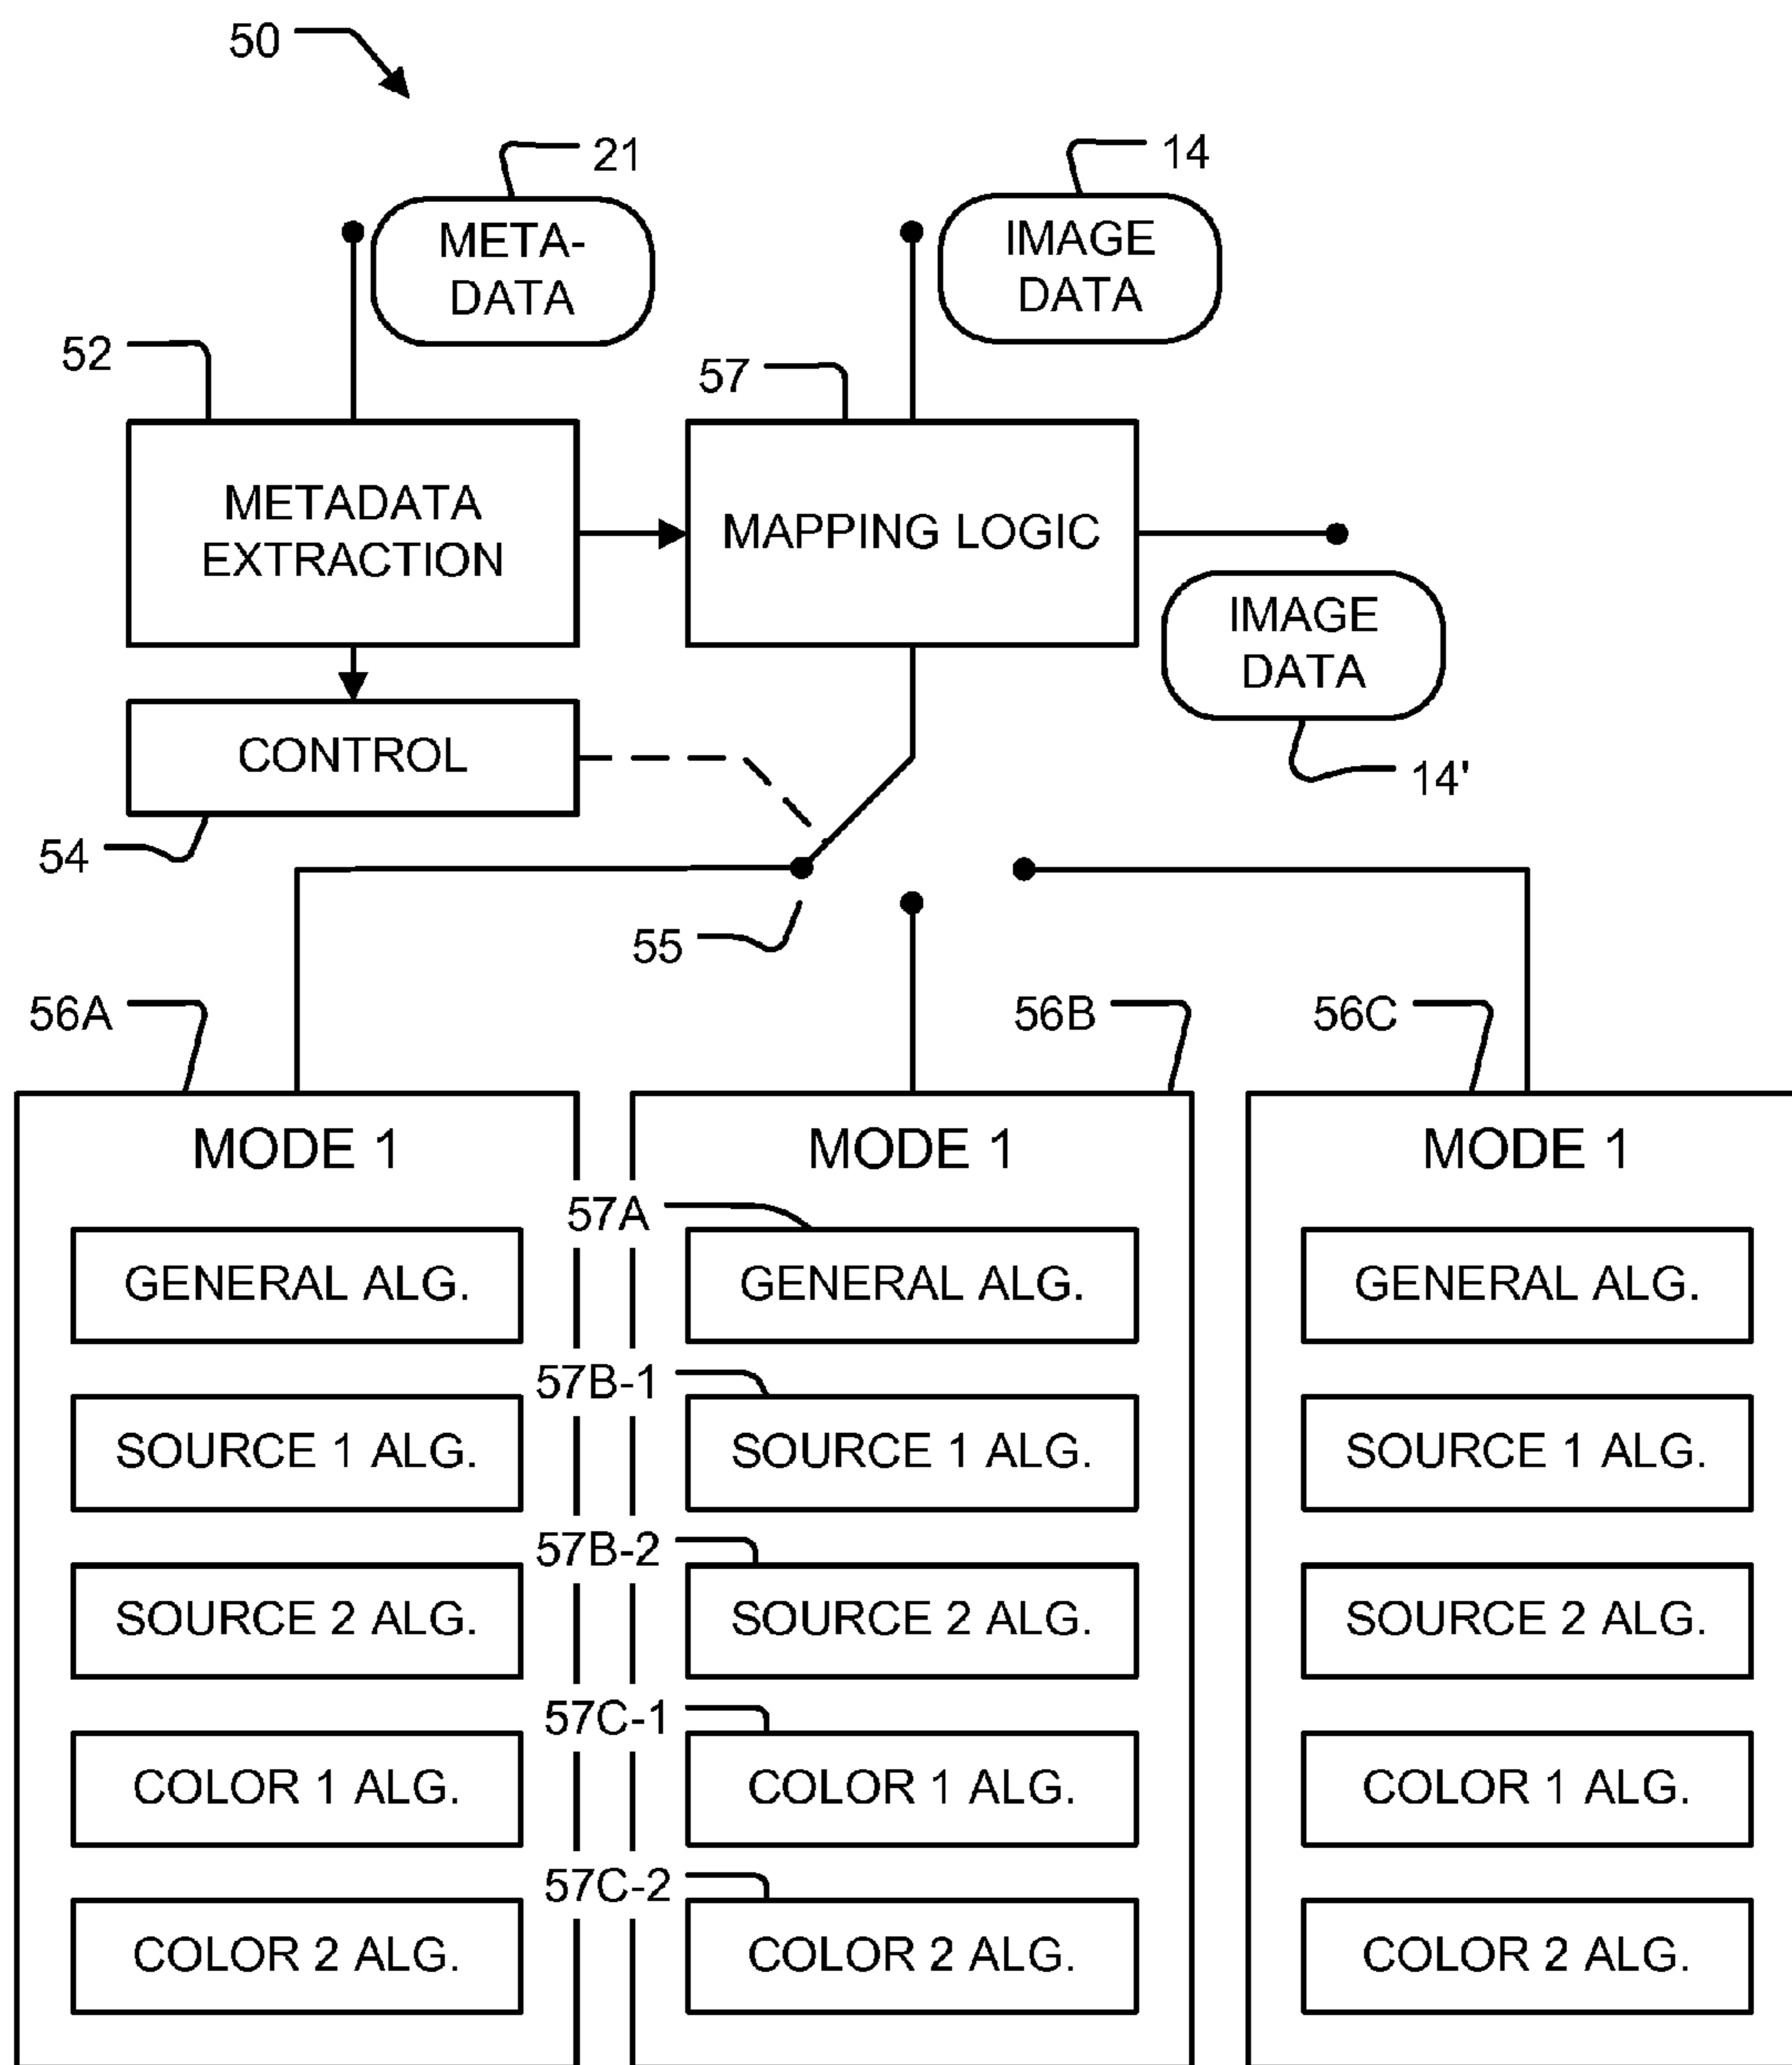 50
21
14
META-
DATA
IMAGE
DATA
52
57
METADATA
EXTRACTION
MAPPING LOGIC
IMAGE
DATA
CONTROL
14'
54
55
56A
56B
56C
MODE 1
MODE 1
MODE 1
57A
GENERAL ALG.
GENERAL ALG.
GENERAL ALG.
57B-1
SOURCE 1 ALG.
SOURCE 1 ALG.
SOURCE 1 ALG.
57B-2
SOURCE 2 ALG.
SOURCE 2 ALG.
SOURCE 2 ALG.
57C-1
COLOR 1 ALG.
COLOR 1 ALG.
COLOR 1 ALG.
57C-2
COLOR 2 ALG.
COLOR 2 ALG.
COLOR 2 ALG.